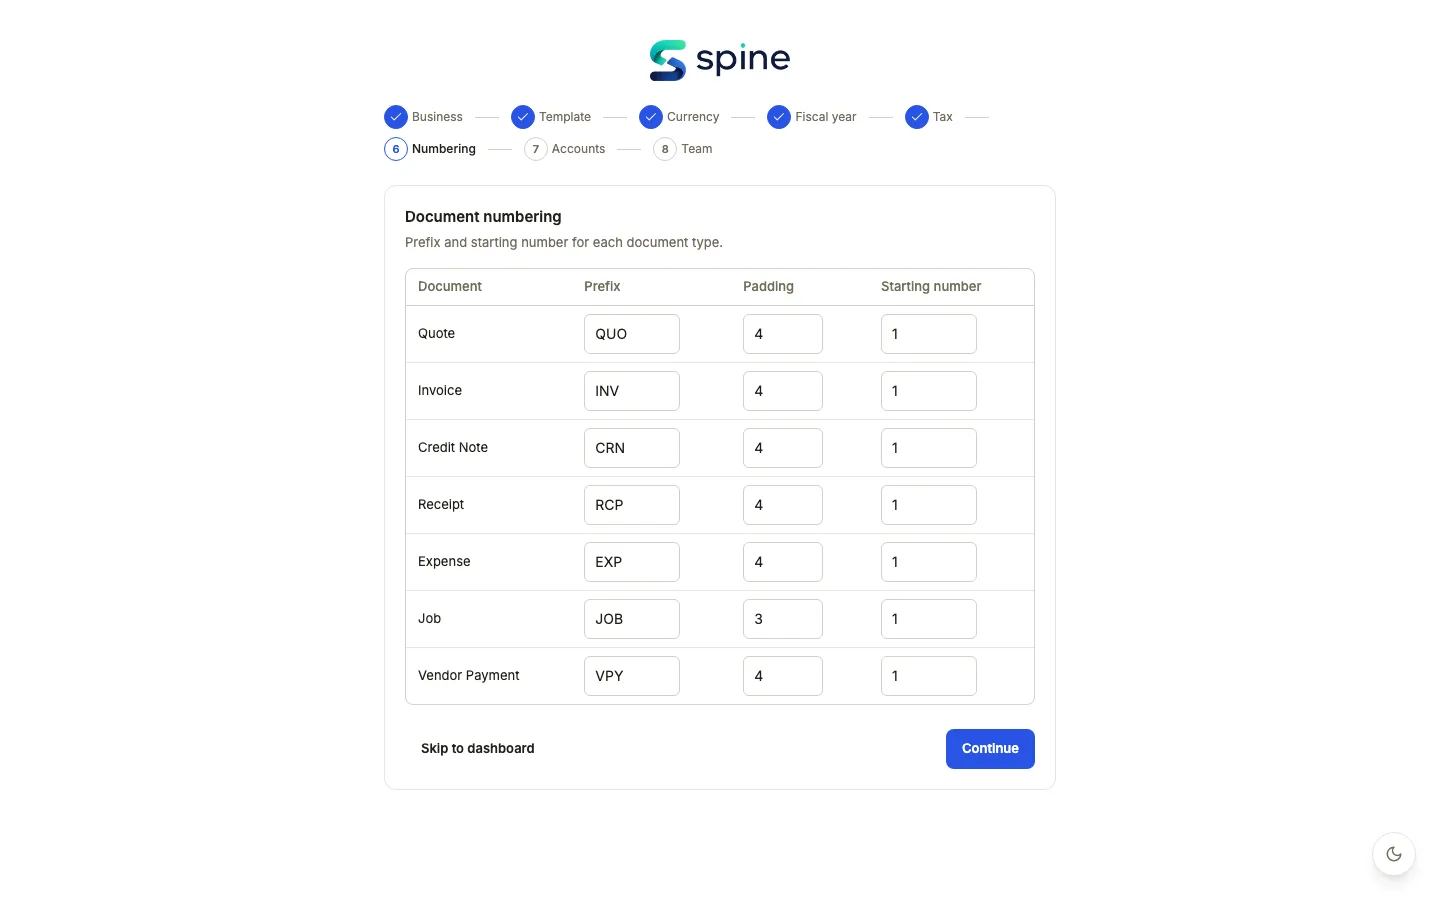 spine
Business Template Currency Fiscal year Tax
6 Numbering 7 Accounts 8 Team
Document numbering
Prefix and starting number for each document type.
Document Prefix Padding Starting number
Quote QUO 4 1
Invoice INV 4 1
Credit Note CRN 4 1
Receipt RCP 4 1
Expense EXP 4 1
Job JOB 3 1
Vendor Payment VPY 4 1
Skip to dashboard Continue